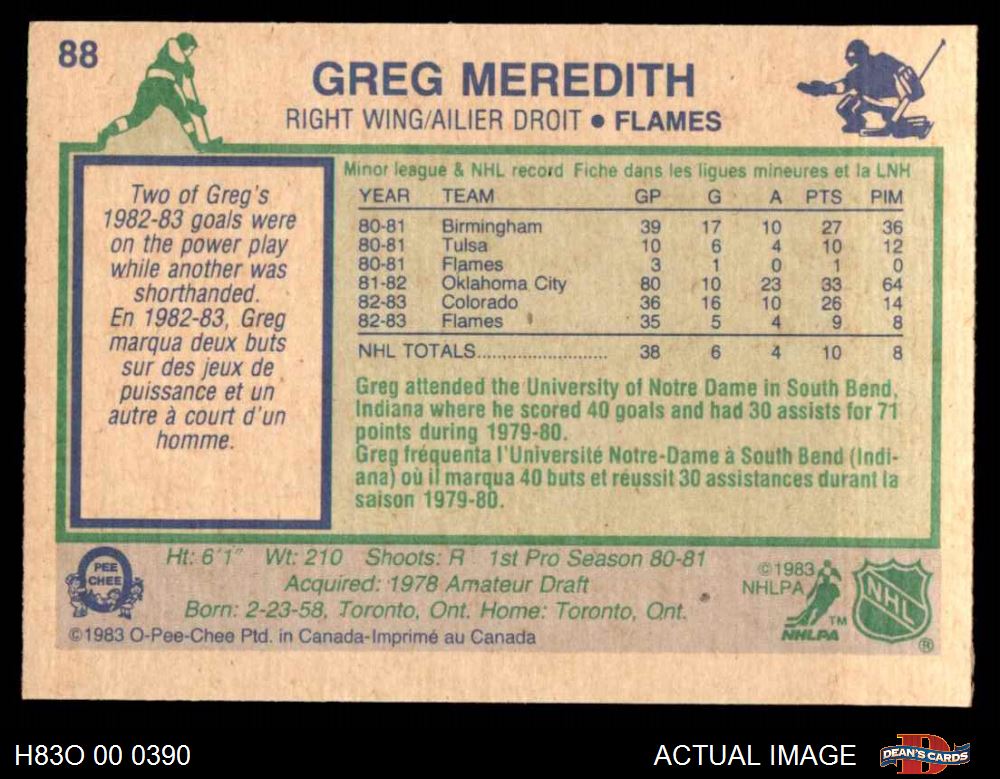 88
GREG MEREDITH
RIGHT WING/AILIER DROIT • FLAMES
Two of Greg's
1982-83 goals were
on the power play
while another was
shorthanded.
En 1982-83, Greg
marqua deux buts
sur des jeux de
puissance et un
autre à court d'un
homme.
Minor league & NHL record Fiche dans les ligues mineures et la LNH
YEAR TEAM GP G A PTS PIM
80-81 Birmingham 39 17 10 27 36
80-81 Tulsa 10 6 4 10 12
80-81 Flames 3 1 0 1 0
81-82 Oklahoma City 80 10 23 33 64
82-83 Colorado 36 16 10 26 14
82-83 Flames 35 5 4 9 8
NHL TOTALS........................... 38 6 4 10 8
Greg attended the University of Notre Dame in South Bend,
Indiana where he scored 40 goals and had 30 assists for 71
points during 1979-80.
Greg fréquenta l'Université Notre-Dame à South Bend (Indi-
ana) où il marqua 40 buts et réussit 30 assistances durant la
saison 1979-80.
PEE
CHEE
Ht: 6'1" Wt: 210 Shoots: R 1st Pro Season 80-81
Acquired: 1978 Amateur Draft
Born: 2-23-58, Toronto, Ont. Home: Toronto, Ont.
©1983 O-Pee-Chee Ptd. in Canada-Imprimé au Canada
©1983
NHLPA
NHLPA
TM
NHL
®
H83O 00 0390
ACTUAL IMAGE
D
DEAN'S CARDS